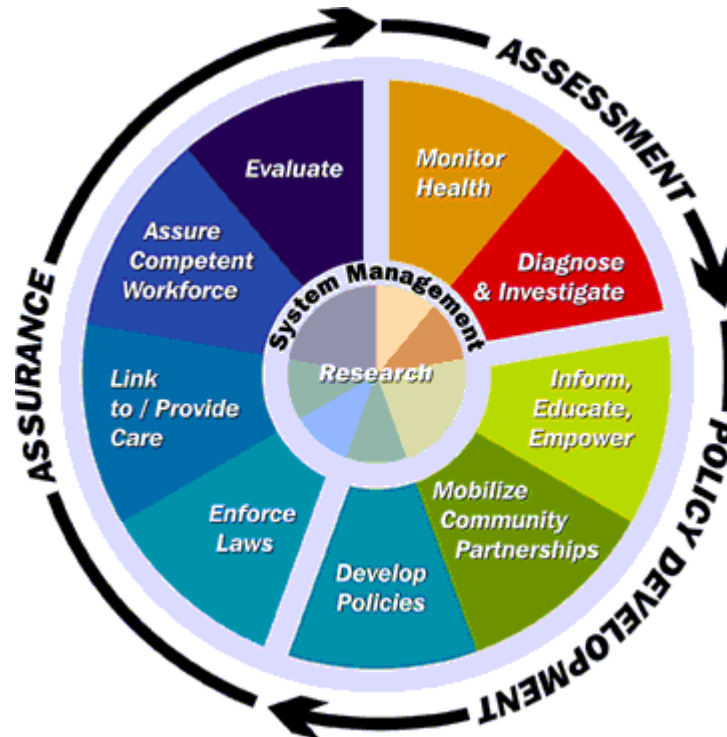 ASSESSMENT
Monitor
Health
Diagnose
& Investigate
POLICY DEVELOPMENT
Inform,
Educate,
Empower
Mobilize
Community
Partnerships
Develop
Policies
ASSURANCE
Enforce
Laws
Link
to / Provide
Care
Assure
Competent
Workforce
Evaluate
System Management
Research